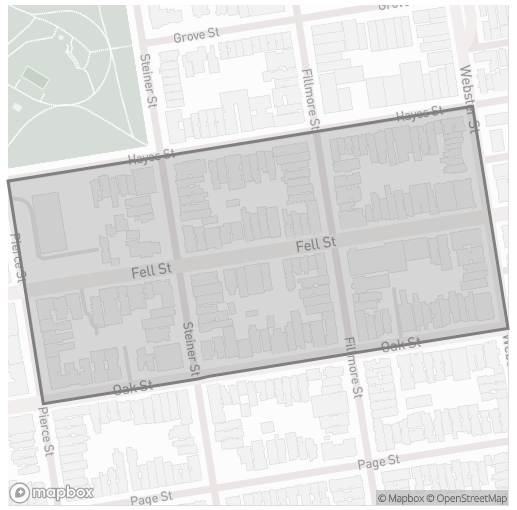 Grove St
Grove St
Steiner St
Fillmore St
Webster St
Hayes St
Hayes St
Pierce St
Fell St
Fell St
Steiner St
Fillmore St
Oak St
Oak St
Pierce St
Page St
Page St
mapbox
© Mapbox © OpenStreetMap